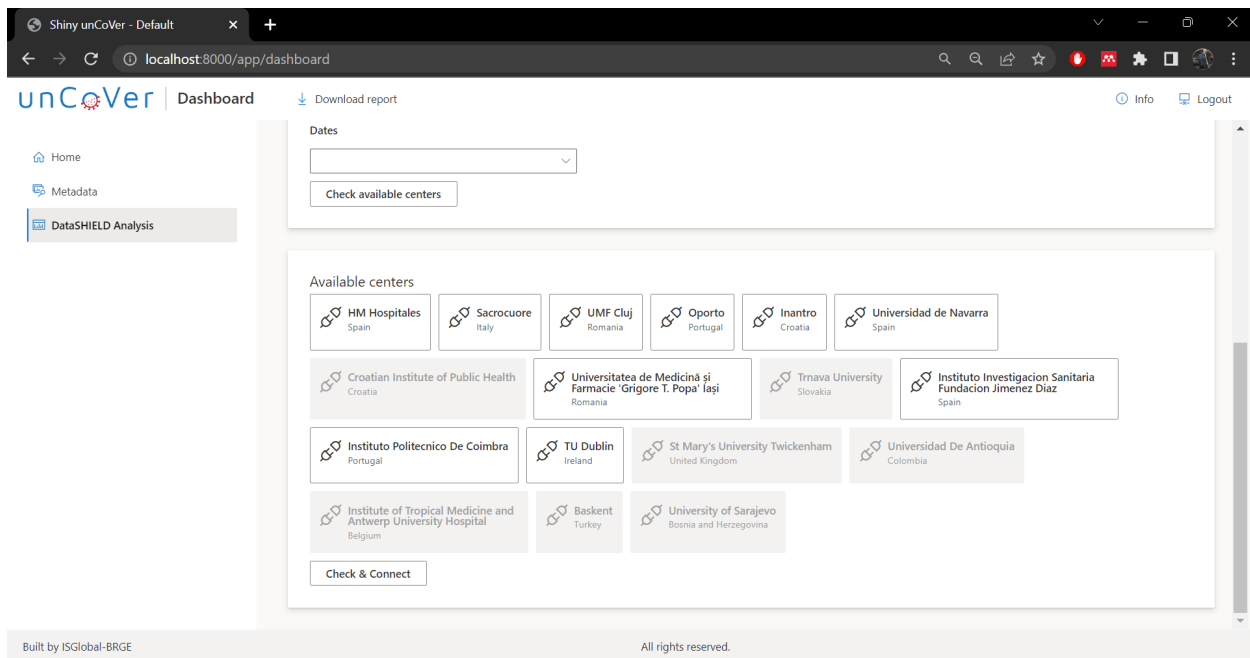 Shiny unCoVer - Default
localhost:8000/app/dashboard
unCoVer Dashboard Download report Info Logout
Home
Metadata
DataSHIELD Analysis
Dates
Check available centers
Available centers
HM Hospitales
Spain
Sacrocuore
Italy
UMF Cluj
Romania
Oporto
Portugal
Inantro
Croatia
Universidad de Navarra
Spain
Croatian Institute of Public Health
Croatia
Universitatea de Medicină și
Farmacie 'Grigore T. Popa' Iași
Romania
Trnava University
Slovakia
Instituto Investigacion Sanitaria
Fundacion Jimenez Diaz
Spain
Instituto Politecnico De Coimbra
Portugal
TU Dublin
Ireland
St Mary's University Twickenham
United Kingdom
Universidad De Antioquia
Colombia
Institute of Tropical Medicine and
Antwerp University Hospital
Belgium
Baskent
Turkey
University of Sarajevo
Bosnia and Herzegovina
Check & Connect
Built by ISGlobal-BRGE All rights reserved.